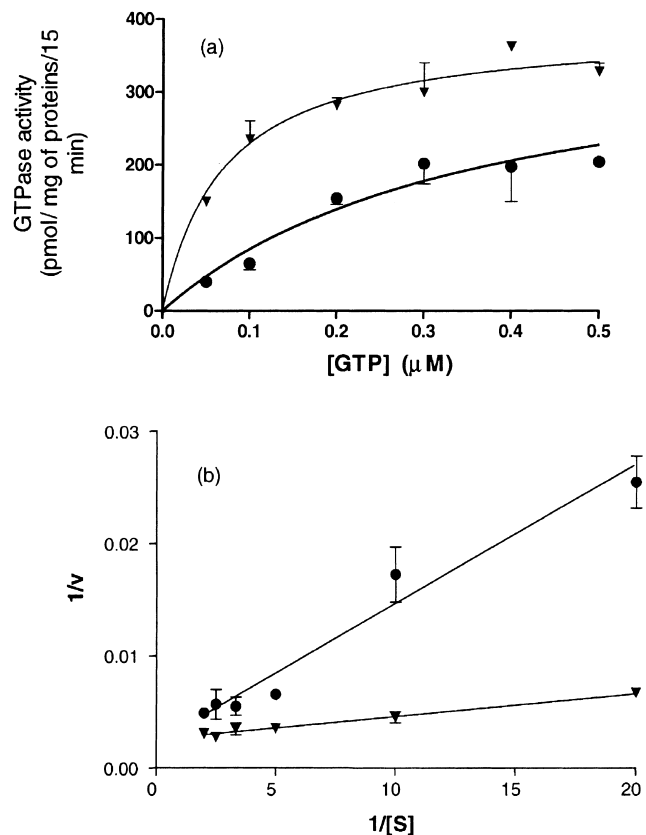 (a)
GTPase activity
(pmol/ mg of proteins/15
min)
400
300
200
100
0
0.0 0.1 0.2 0.3 0.4 0.5
[GTP] (μM)
(b)
1/v
0.03
0.02
0.01
0.00
0 5 10 15 20
1/[S]